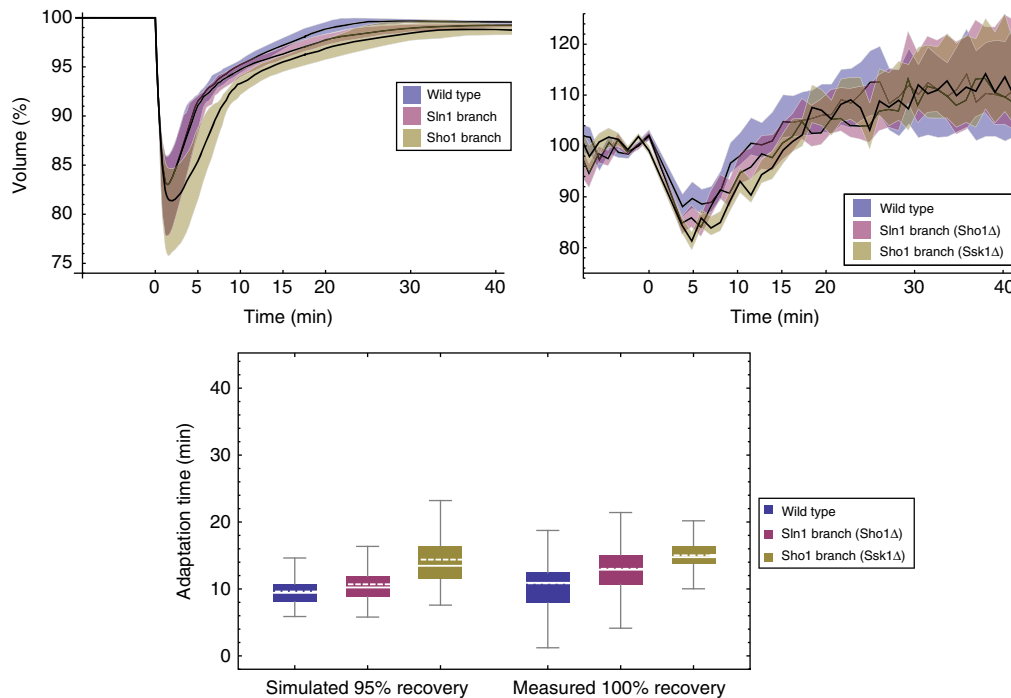 100
95
90
85
80
75
Volume (%)
0
5
10
15
20
25
30
40
Time (min)
Wild type
Sln1 branch
Sho1 branch
120
110
100
90
80
0
5
10
20
30
40
Time (min)
Wild type
Sln1 branch (Sho1Δ)
Sho1 branch (Ssk1Δ)
40
30
20
10
0
Adaptation time (min)
Simulated 95% recovery
Measured 100% recovery
Wild type
Sln1 branch (Sho1Δ)
Sho1 branch (Ssk1Δ)